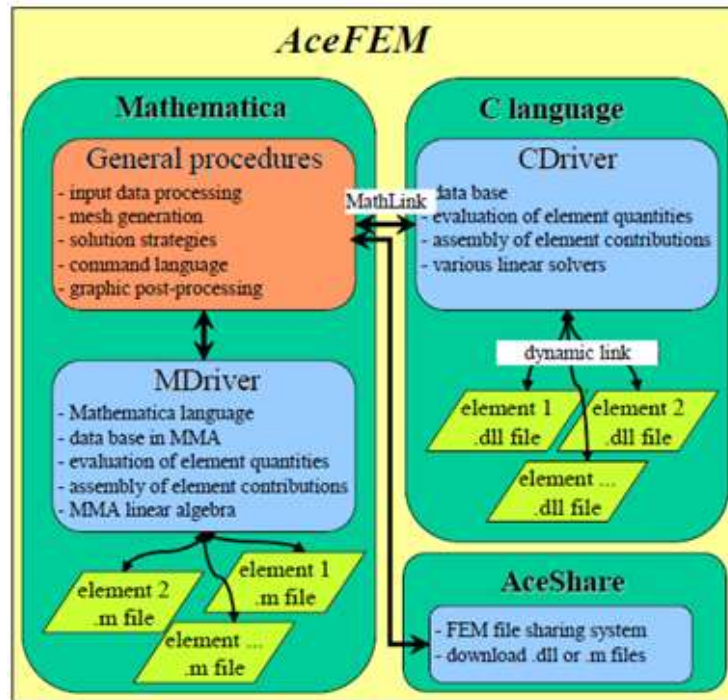 AceFEM
Mathematica
General procedures
- input data processing
- mesh generation
- solution strategies
- command language
- graphic post-processing
MathLink
MDriver
- Mathematica language
- data base in MMA
- evaluation of element quantities
- assembly of element contributions
- MMA linear algebra
element 2
.m file
element 1
.m file
element ...
.m file
C language
CDriver
data base
- evaluation of element quantities
- assembly of element contributions
- various linear solvers
dynamic link
element 1
.dll file
element 2
.dll file
element ...
.dll file
AceShare
- FEM file sharing system
- download .dll or .m files